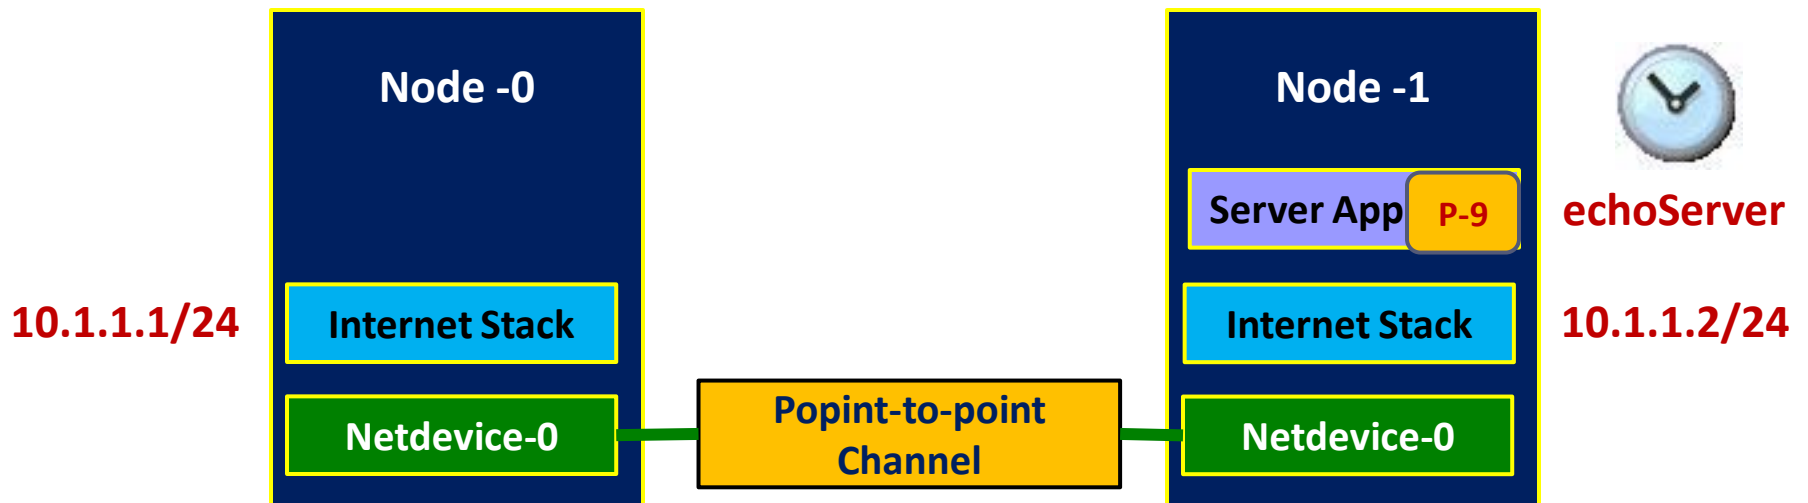 Node -0
Node -1
Server App
P-9
echoServer
10.1.1.1/24
Internet Stack
Internet Stack
10.1.1.2/24
Netdevice-0
Popint-to-point
Channel
Netdevice-0